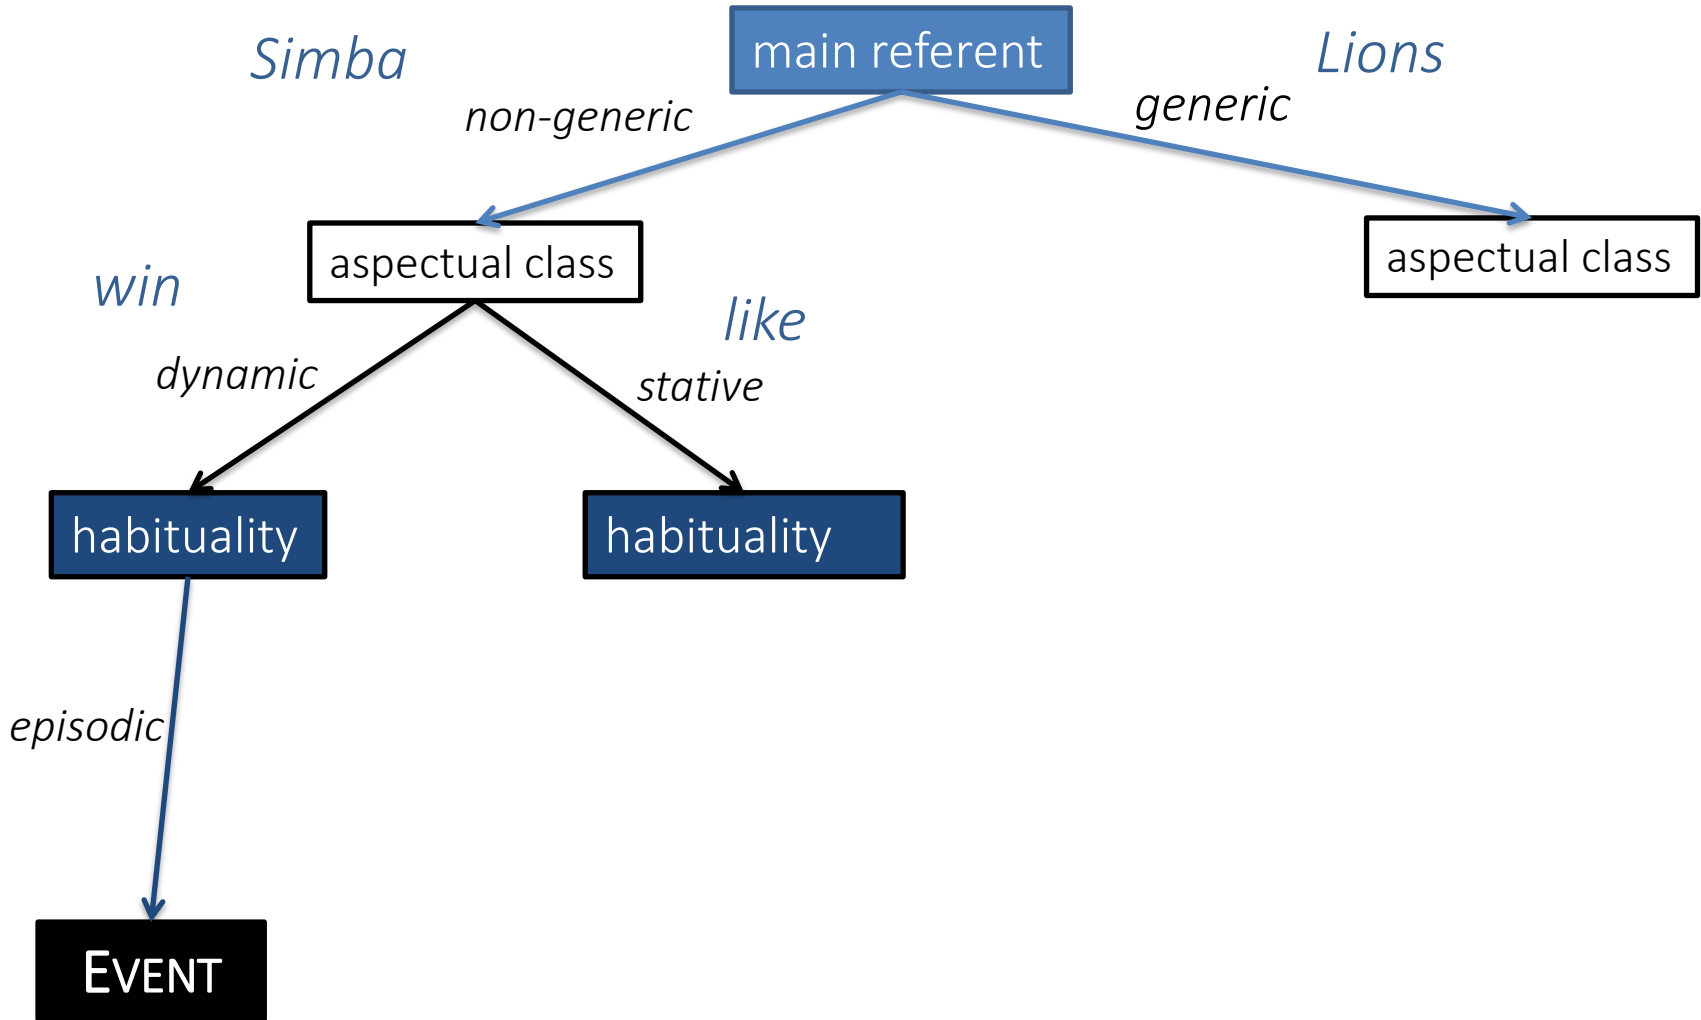 Simba
main referent
Lions
non-generic
generic
aspectual class
aspectual class
win
like
dynamic
stative
habituality
habituality
episodic
EVENT